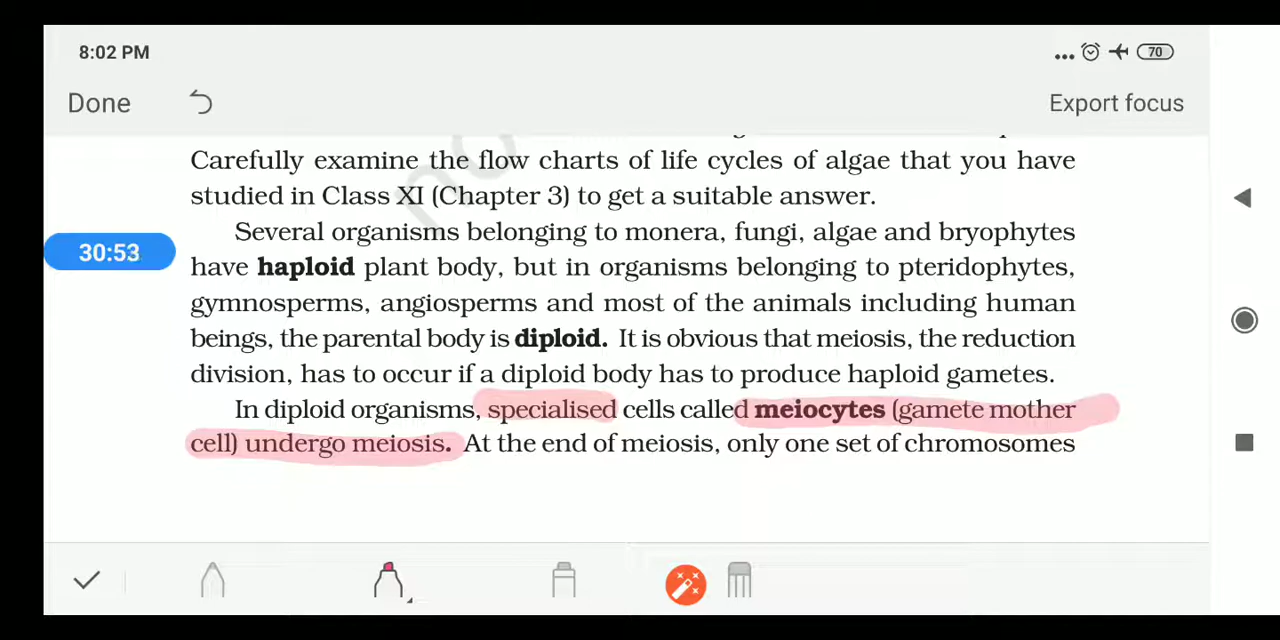 8:02 PM
70
Done
Export focus
Carefully examine the flow charts of life cycles of algae that you have
studied in Class XI (Chapter 3) to get a suitable answer.
Several organisms belonging to monera, fungi, algae and bryophytes
30:53
have haploid plant body, but in organisms belonging to pteridophytes,
gymnosperms, angiosperms and most of the animals including human
beings, the parental body is diploid. It is obvious that meiosis, the reduction
division, has to occur if a diploid body has to produce haploid gametes.
In diploid organisms, specialised cells called meiocytes (gamete mother
cell) undergo meiosis. At the end of meiosis, only one set of chromosomes